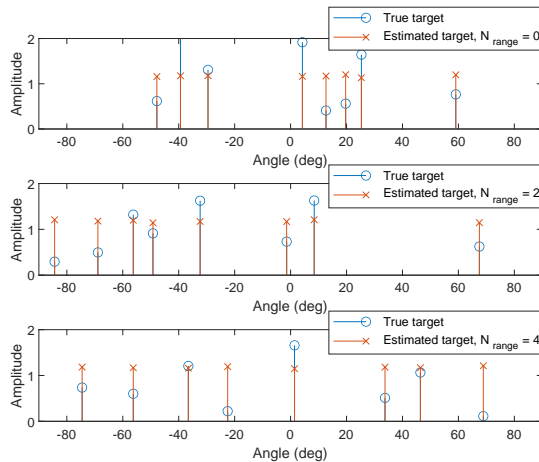 True target
Estimated target, N range = 0
Amplitude
2
1
0
-80 -60 -40 -20 0 20 40 60 80
Angle (deg)
True target
Estimated target, N range = 2
Amplitude
2
1
0
-80 -60 -40 -20 0 20 40 60 80
Angle (deg)
True target
Estimated target, N range = 4
Amplitude
2
1
0
-80 -60 -40 -20 0 20 40 60 80
Angle (deg)